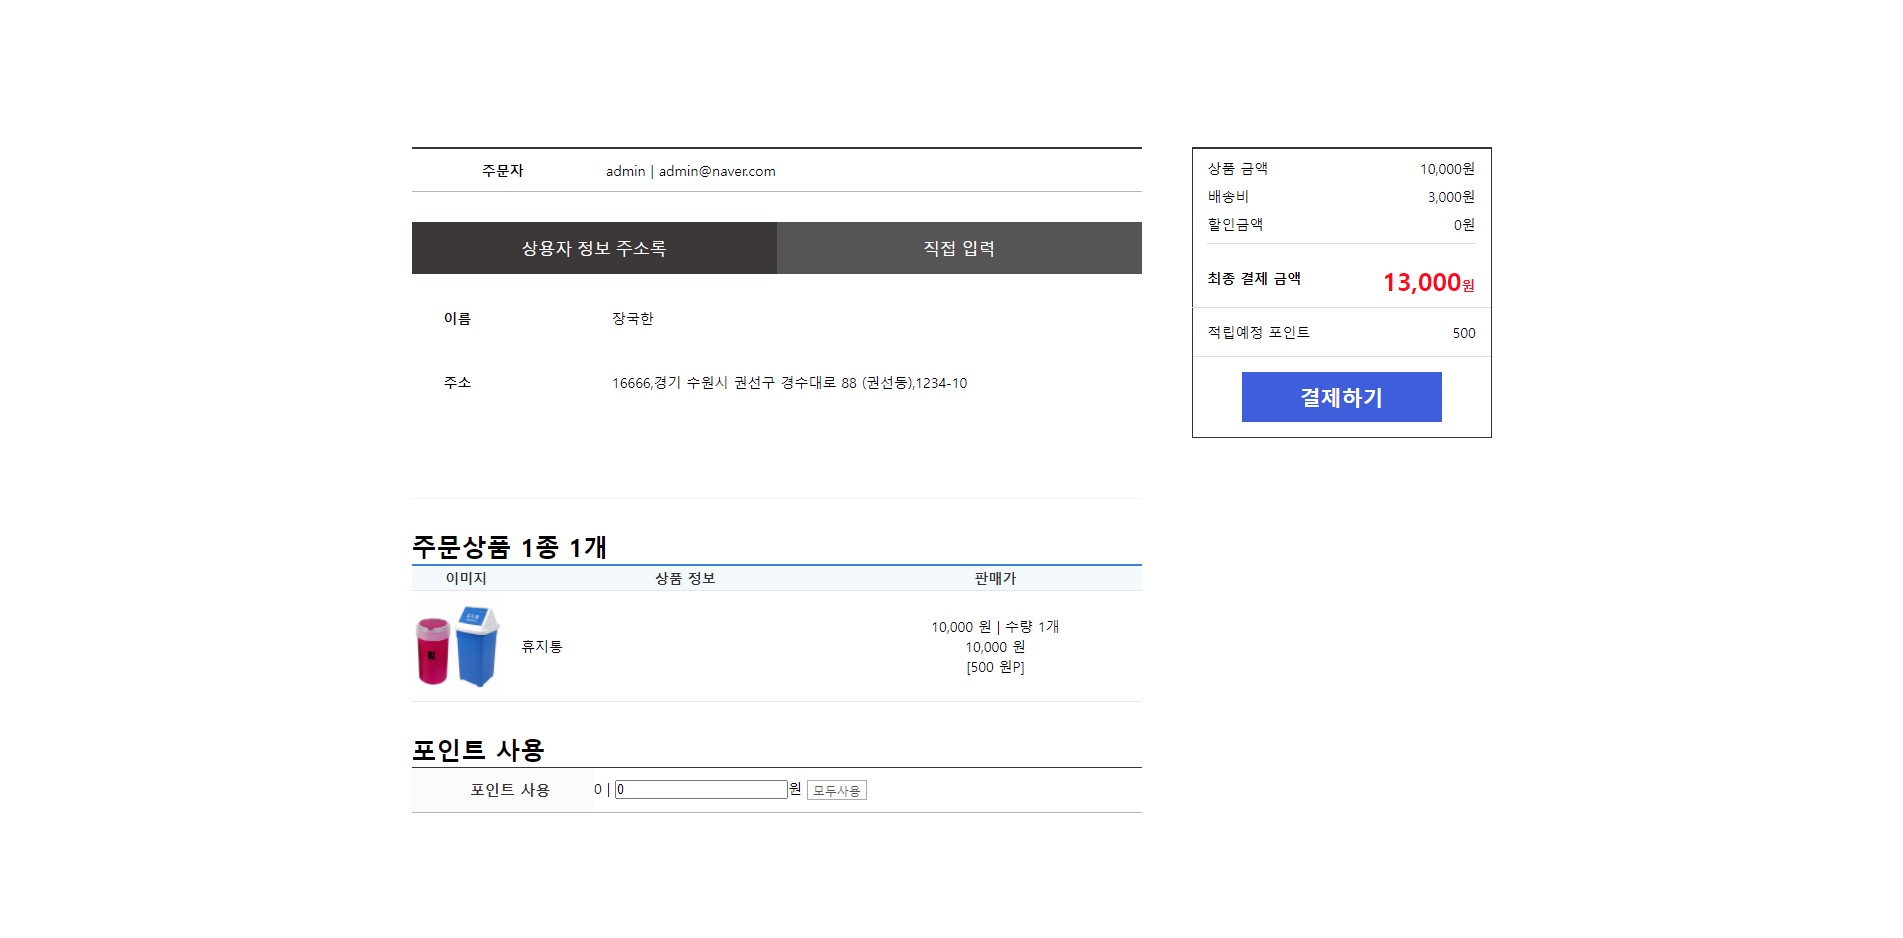 주문자 admin | admin@naver.com
상용자 정보 주소록 직접 입력
이름 장국한
주소 16666,경기 수원시 권선구 경수대로 88 (권선동),1234-10
주문상품 1종 1개
이미지 상품 정보 판매가
휴지통
10,000 원 | 수량 1개
10,000 원
[500 원P]
포인트 사용
포인트 사용 0 | 0원 모두사용
상품 금액 10,000원
배송비 3,000원
할인금액 0원
최종 결제 금액 13,000원
적립예정 포인트 500
결제하기